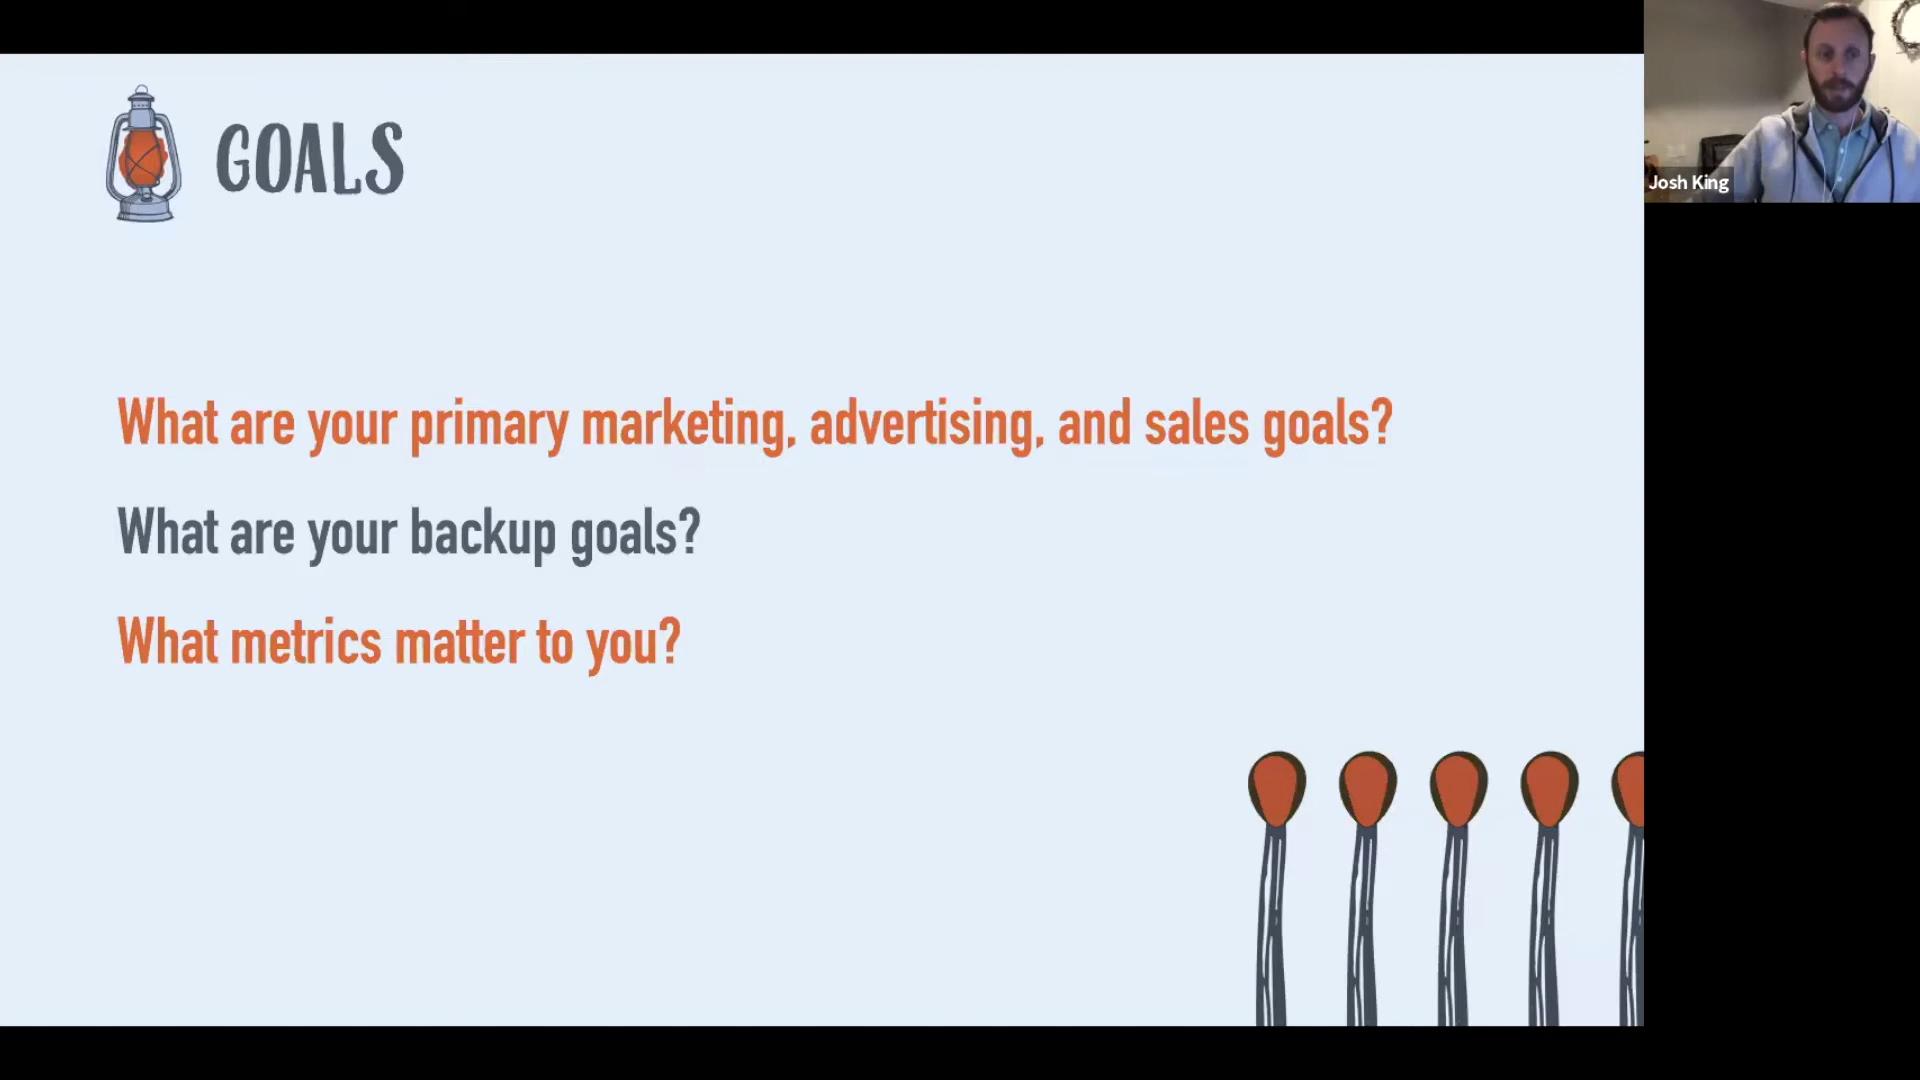 GOALS
What are your primary marketing, advertising, and sales goals?
What are your backup goals?
What metrics matter to you?
Josh King